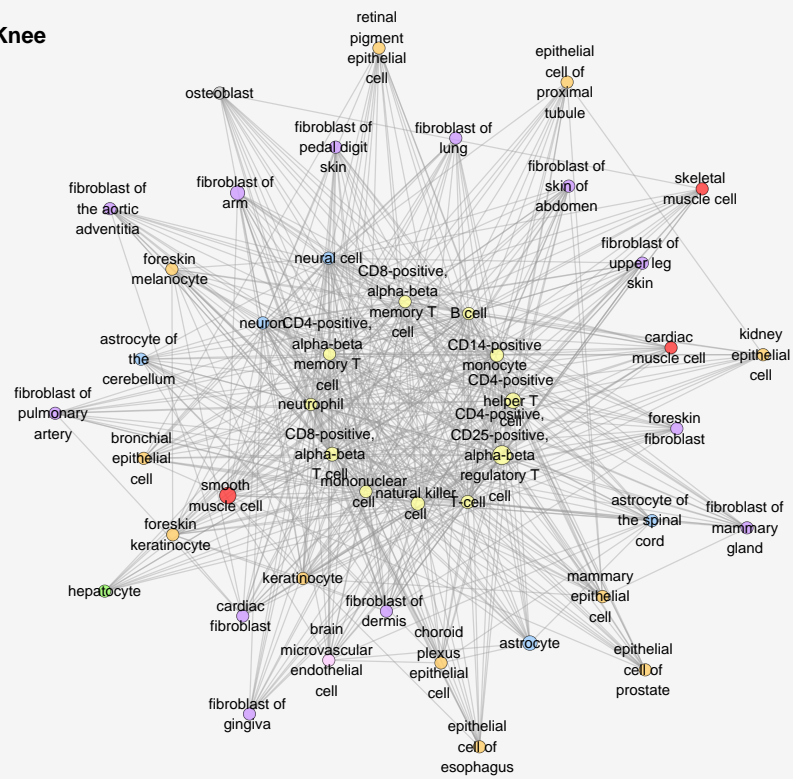 Knee
retinal
pigment
epithelial
cell
epithelial
cell of
proximal
tubule
osteoblast
fibroblast of
pedal digit
skin
fibroblast of
lung
fibroblast of
skin of
abdomen
skeletal
muscle cell
fibroblast of
the aortic
adventitia
fibroblast of
arm
foreskin
melanocyte
neural cell
fibroblast of
upper leg
skin
CD8-positive,
alpha-beta
memory T
cell
B cell
neuron
CD4-positive,
alpha-beta
memory T
cell
CD14-positive
monocyte
cardiac
muscle cell
kidney
epithelial
cell
astrocyte of
the
cerebellum
CD4-positive
helper T
cell
fibroblast of
pulmonary
artery
neutrophil
CD4-positive,
CD25-positive,
alpha-beta
regulatory T
cell
foreskin
fibroblast
bronchial
epithelial
cell
CD8-positive,
alpha-beta
T cell
smooth
muscle cell
mononuclear
cell
natural killer
cell
T-cell
astrocyte of
the spinal
cord
fibroblast of
mammary
gland
foreskin
keratinocyte
hepatocyte
keratinocyte
mammary
epithelial
cell
cardiac
fibroblast
fibroblast of
dermis
brain
microvascular
endothelial
cell
choroid
plexus
epithelial
cell
astrocyte
epithelial
cell of
prostate
fibroblast of
gingiva
epithelial
cell of
esophagus